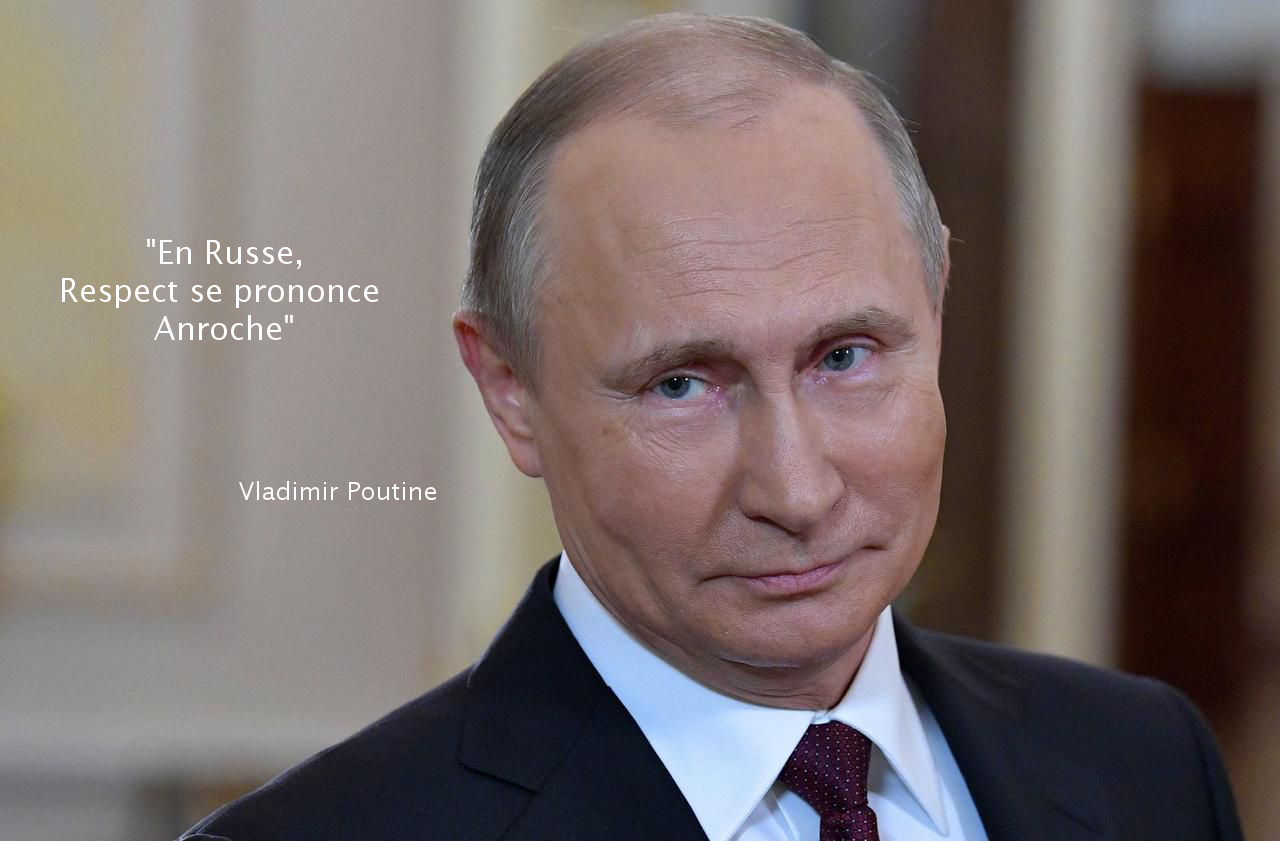 "En Russe,
Respect se prononce
Anroche"
Vladimir Poutine